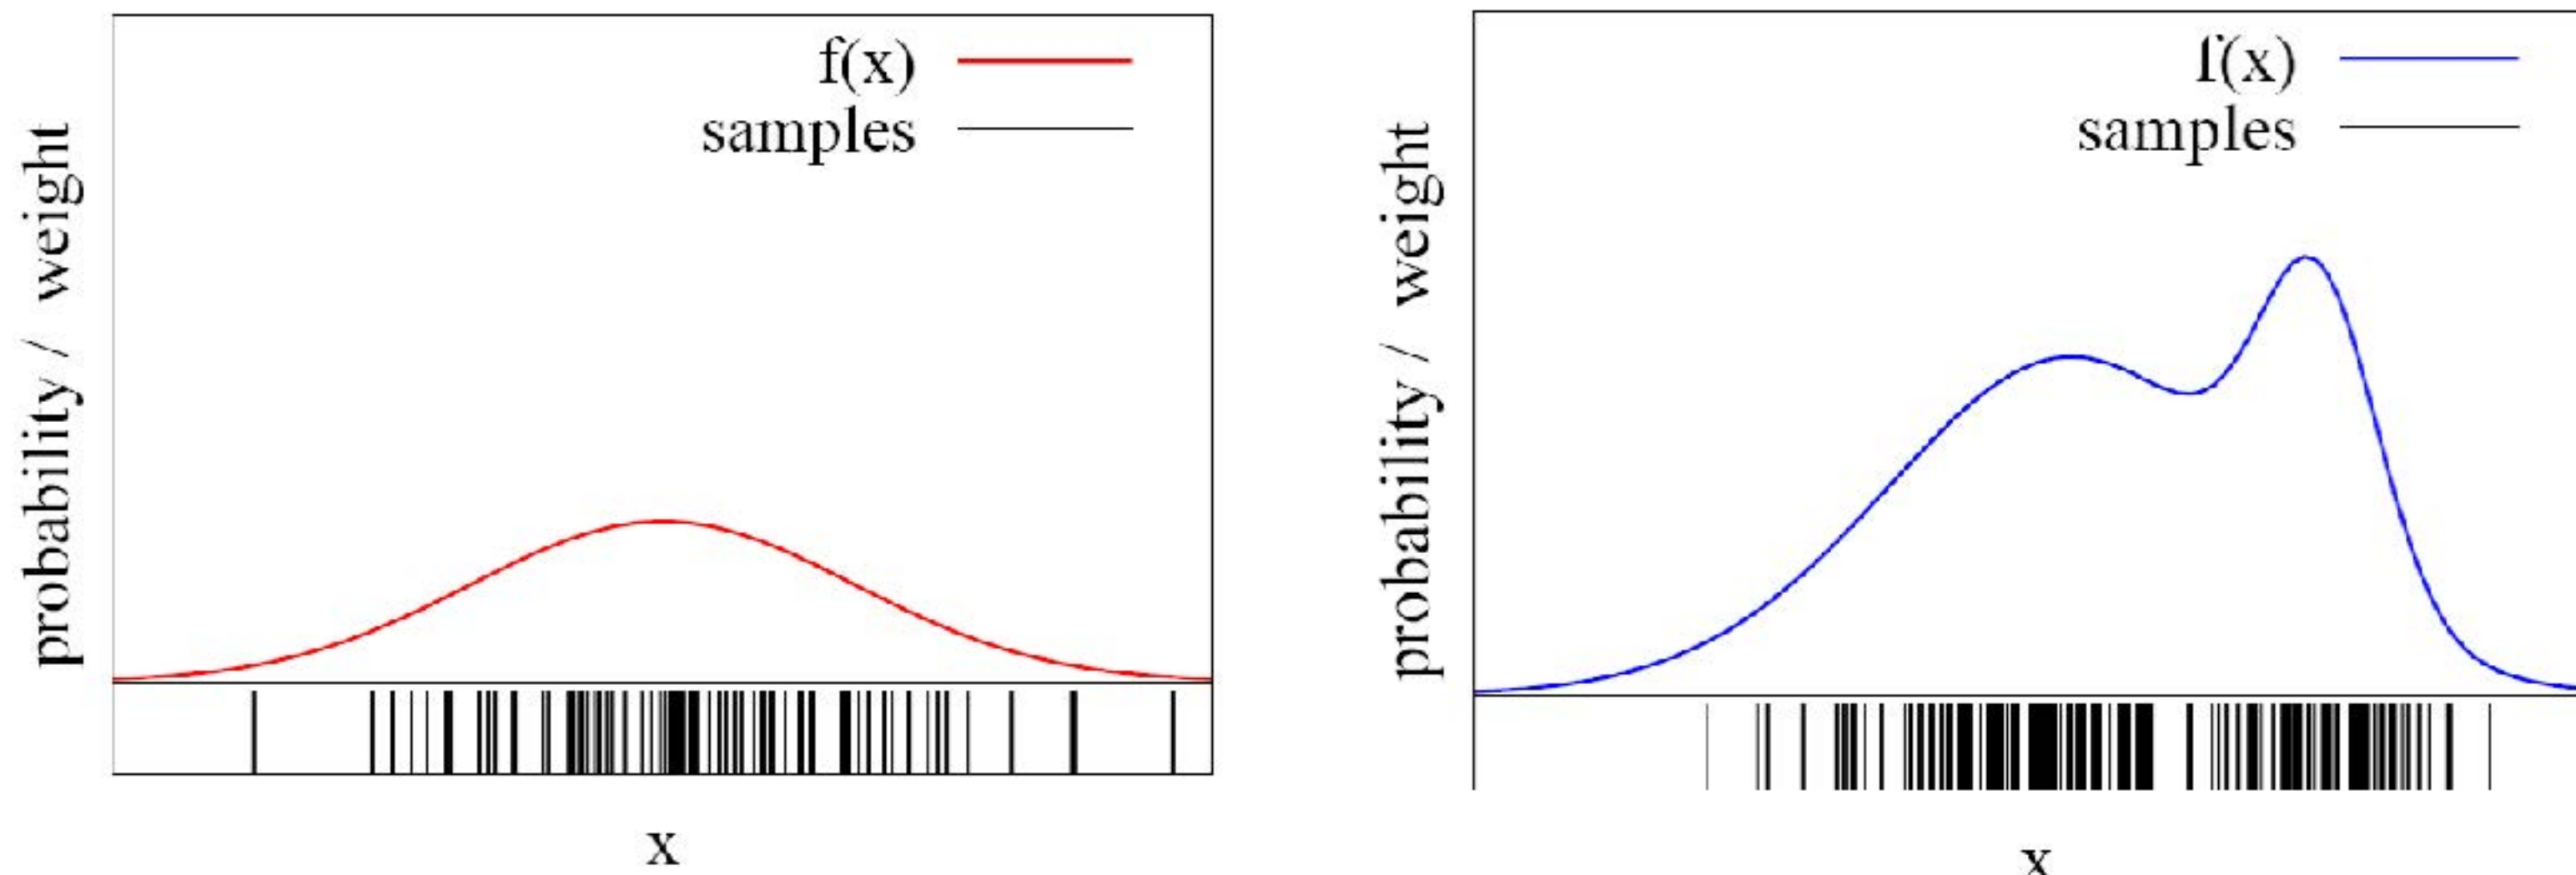 f(x)
samples
probability / weight
x
f(x)
samples
probability / weight
x